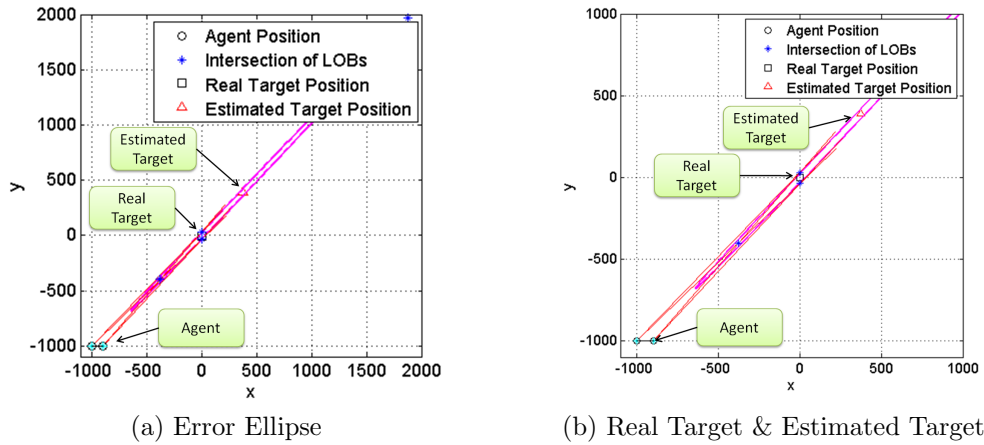 2000
1500
1000
500
0
-500
-1000
y
-1000
-500
0
500
1000
1500
2000
x
Agent Position
Intersection of LOBs
Real Target Position
Estimated Target Position
Estimated
Target
Real
Target
Agent
(a) Error Ellipse
1000
500
0
-500
-1000
y
-1000
-500
0
500
1000
x
Agent Position
Intersection of LOBs
Real Target Position
Estimated Target Position
Estimated
Target
Real
Target
Agent
(b) Real Target & Estimated Target